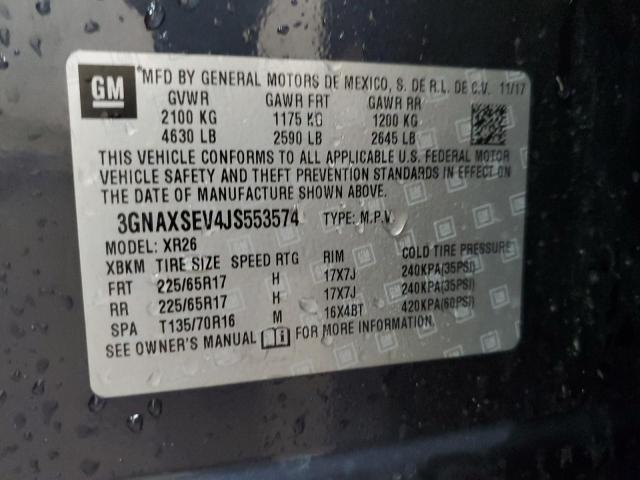 GM
*MFD BY GENERAL MOTORS DE MEXICO, S. DE R.L. DE C.V. 11/17
GVWR GAWR FRT GAWR RR
2100 KG 1175 KG 1200 KG
4630 LB 2590 LB 2645 LB
THIS VEHICLE CONFORMS TO ALL APPLICABLE U.S. FEDERAL MOTOR
VEHICLE SAFETY AND THEFT PREVENTION STANDARDS IN EFFECT ON
THE DATE OF MANUFACTURE SHOWN ABOVE.
3GNAXSEV4JS553574 TYPE: M.P.V.
MODEL: XR26
XBKM TIRE SIZE SPEED RTG RIM COLD TIRE PRESSURE
FRT 225/65R17 H 17X7J 240KPA(35PSI)
RR 225/65R17 H 17X7J 240KPA(35PSI)
SPA T135/70R16 M 16X4BT 420KPA(60PSI)
SEE OWNER'S MANUAL FOR MORE INFORMATION